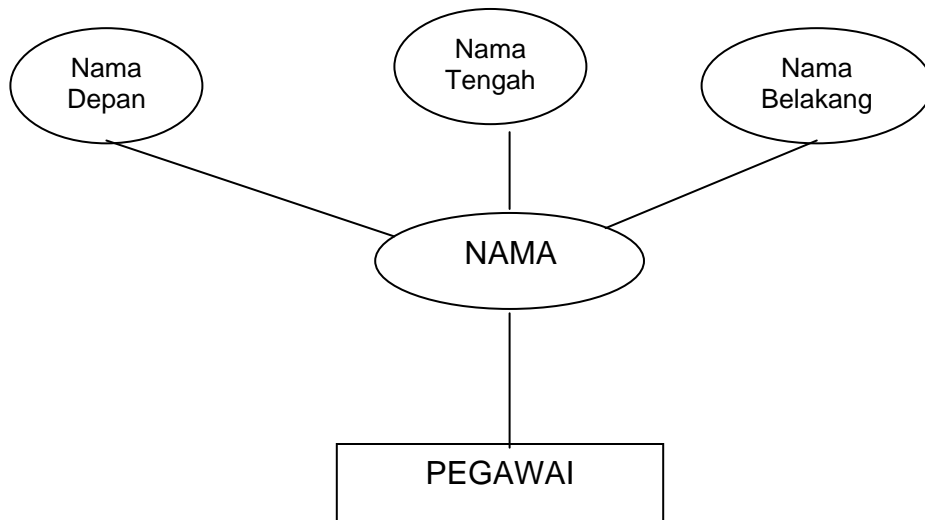 Nama
Depan
Nama
Tengah
Nama
Belakang
NAMA
PEGAWAI